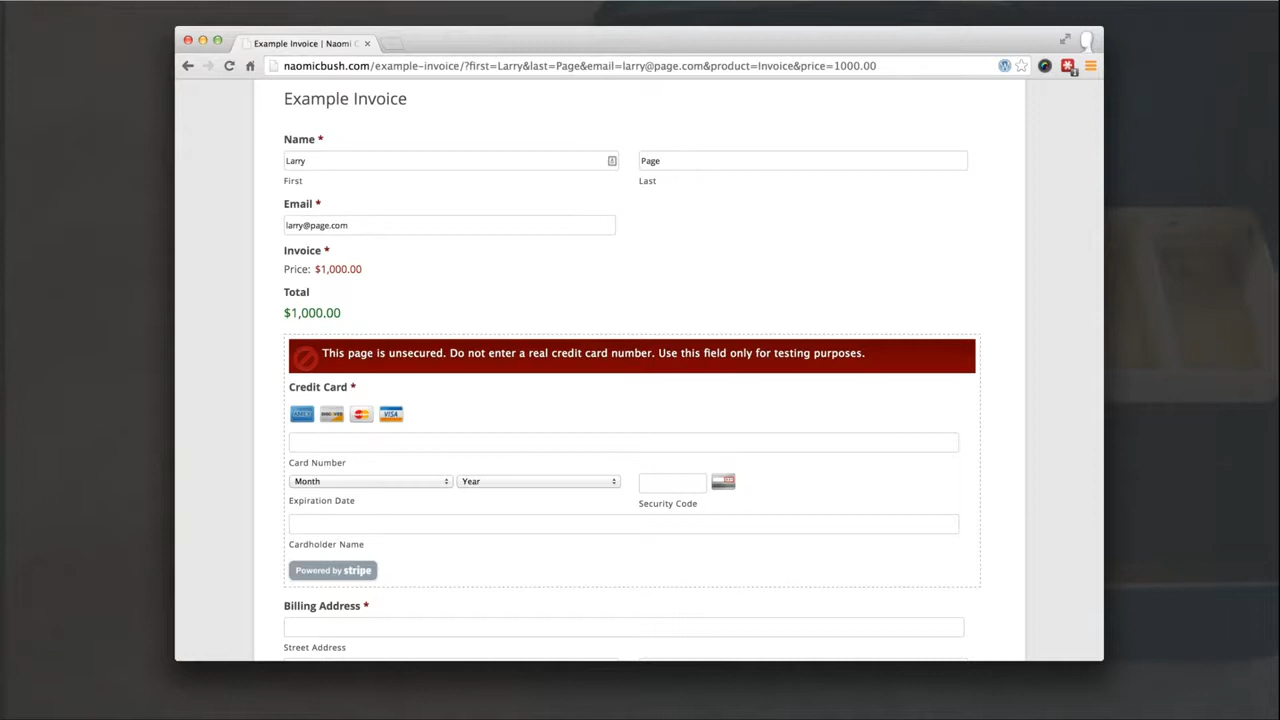 Example Invoice | Naomi C
naomicbush.com/example-invoice/?first=Larry&last=Page&email=larry@page.com&product=Invoice&price=1000.00
Example Invoice
Name *
Larry
Page
First
Last
Email *
larry@page.com
Invoice *
Price: $1,000.00
Total
$1,000.00
This page is unsecured. Do not enter a real credit card number. Use this field only for testing purposes.
Credit Card *
DISCOVER
VISA
Card Number
Month
Year
Expiration Date
Security Code
Cardholder Name
Powered by stripe
Billing Address *
Street Address